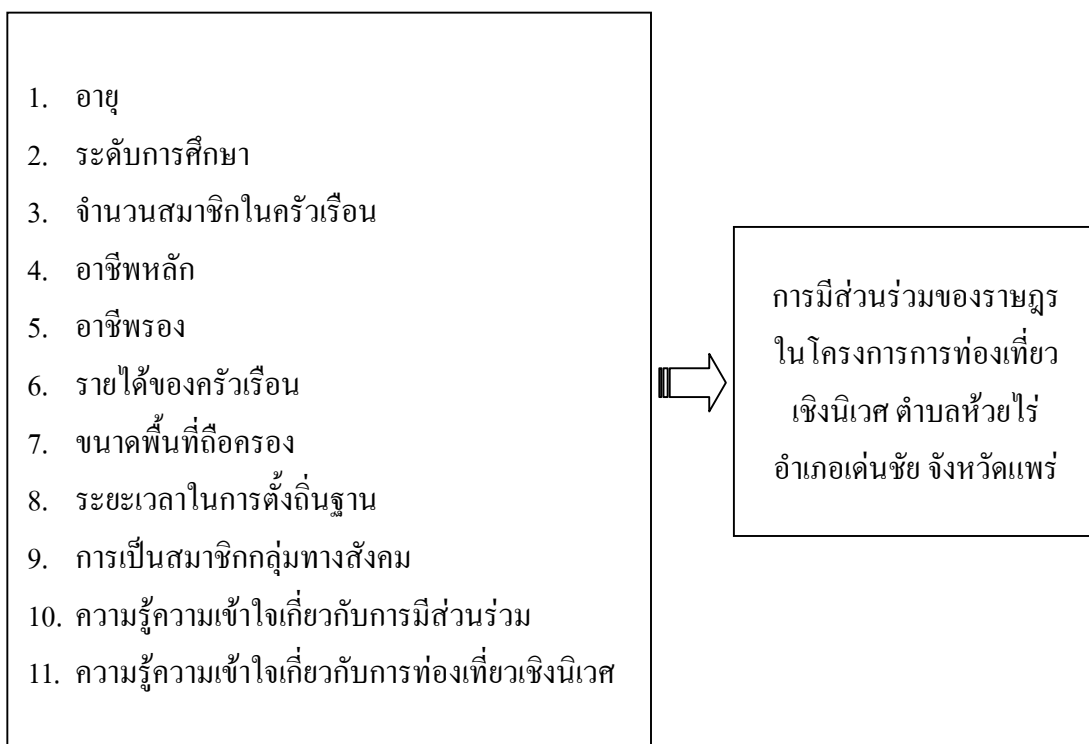 1. อายุ
2. ระดับการศึกษา
3. จำนวนสมาชิกในครัวเรือน
4. อาชีพหลัก
5. อาชีพรอง
6. รายได้ของครัวเรือน
7. ขนาดพื้นที่ถือครอง
8. ระยะเวลาในการตั้งถิ่นฐาน
9. การเป็นสมาชิกกลุ่มทางสังคม
10. ความรู้ความเข้าใจเกี่ยวกับการมีส่วนร่วม
11. ความรู้ความเข้าใจเกี่ยวกับการท่องเที่ยวเชิงนิเวศ
การมีส่วนร่วมของราษฎร
ในโครงการการท่องเที่ยว
เชิงนิเวศ ตำบลห้วยไร่
อำเภอเด่นชัย จังหวัดแพร่